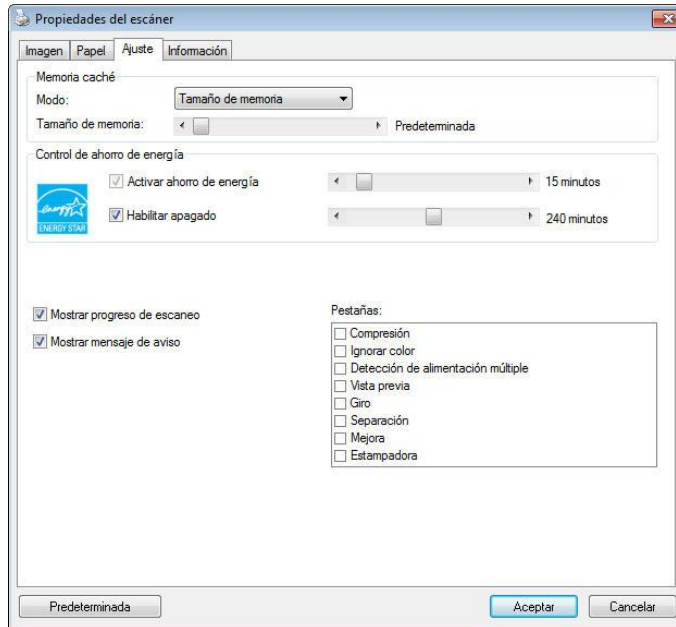 Propiedades del escáner
Imagen Papel Ajuste Información
Memoria caché
Modo: Tamaño de memoria
Tamaño de memoria: Predeterminada
Control de ahorro de energía
Activar ahorro de energía 15 minutos
energy
ENERGY STAR
Habilitar apagado 240 minutos
Mostrar progreso de escaneo
Mostrar mensaje de aviso
Pestañas:
Compresión
Ignorar color
Detección de alimentación múltiple
Vista previa
Giro
Separación
Mejora
Estampadora
Predeterminada Aceptar Cancelar